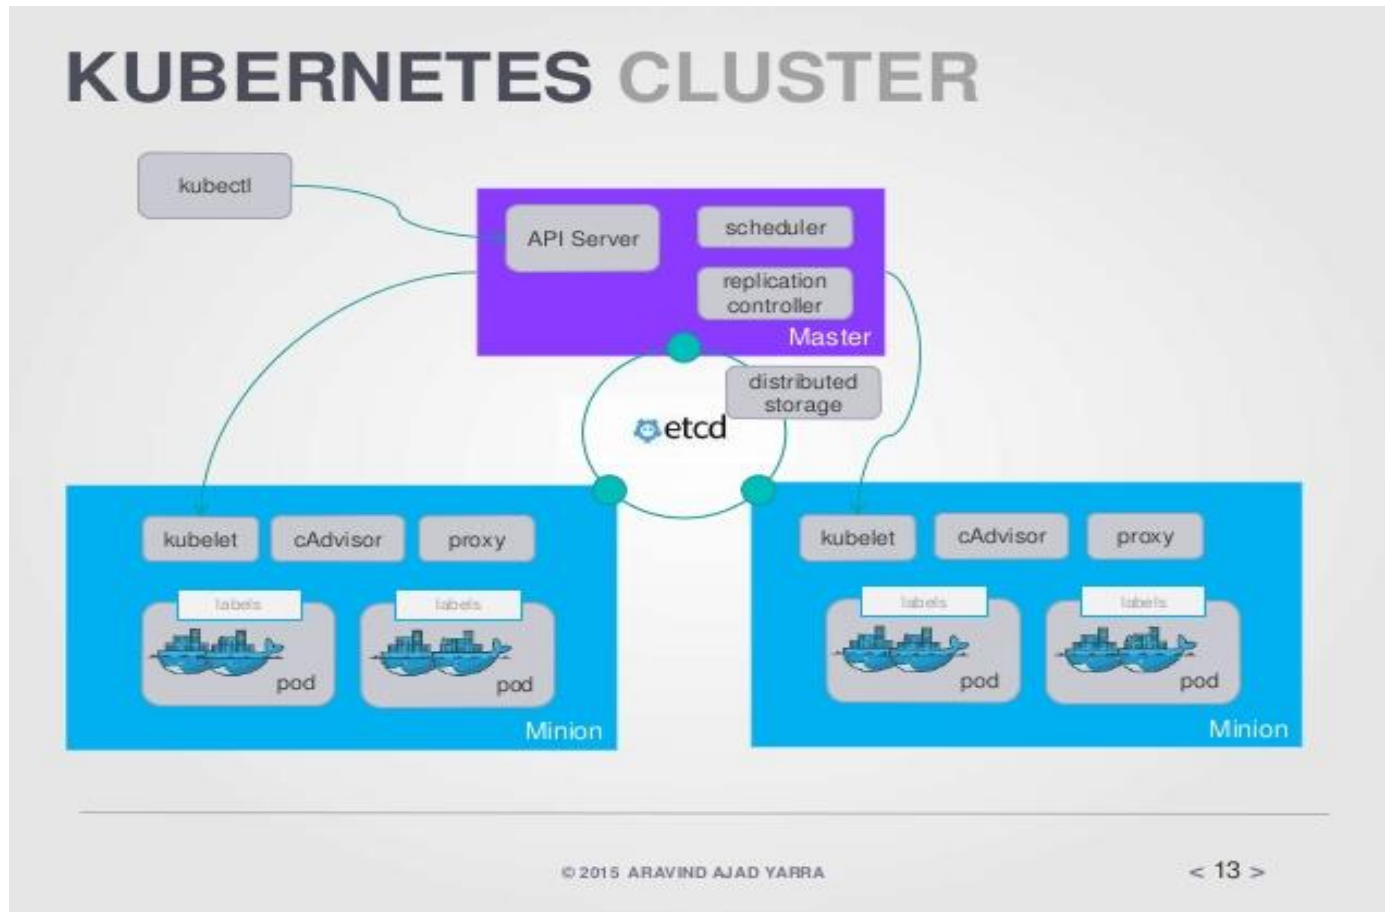 KUBERNETES CLUSTER
kubectl
API Server
scheduler
replication
controller
Master
distributed
storage
etcd
kubelet
cAdvisor
proxy
labels
pod
labels
pod
Minion
kubelet
cAdvisor
proxy
labels
pod
labels
pod
Minion
© 2015 ARAVIND AJAD YARRA
< 13 >